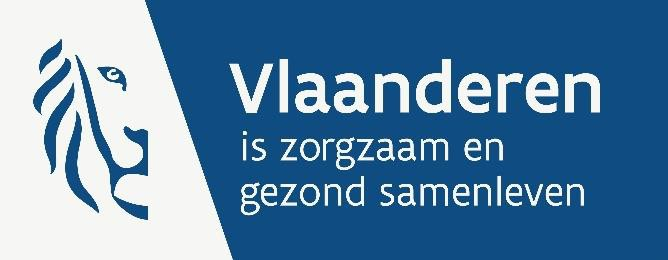 Vlaanderen
is zorgzaam en
gezond samenleven